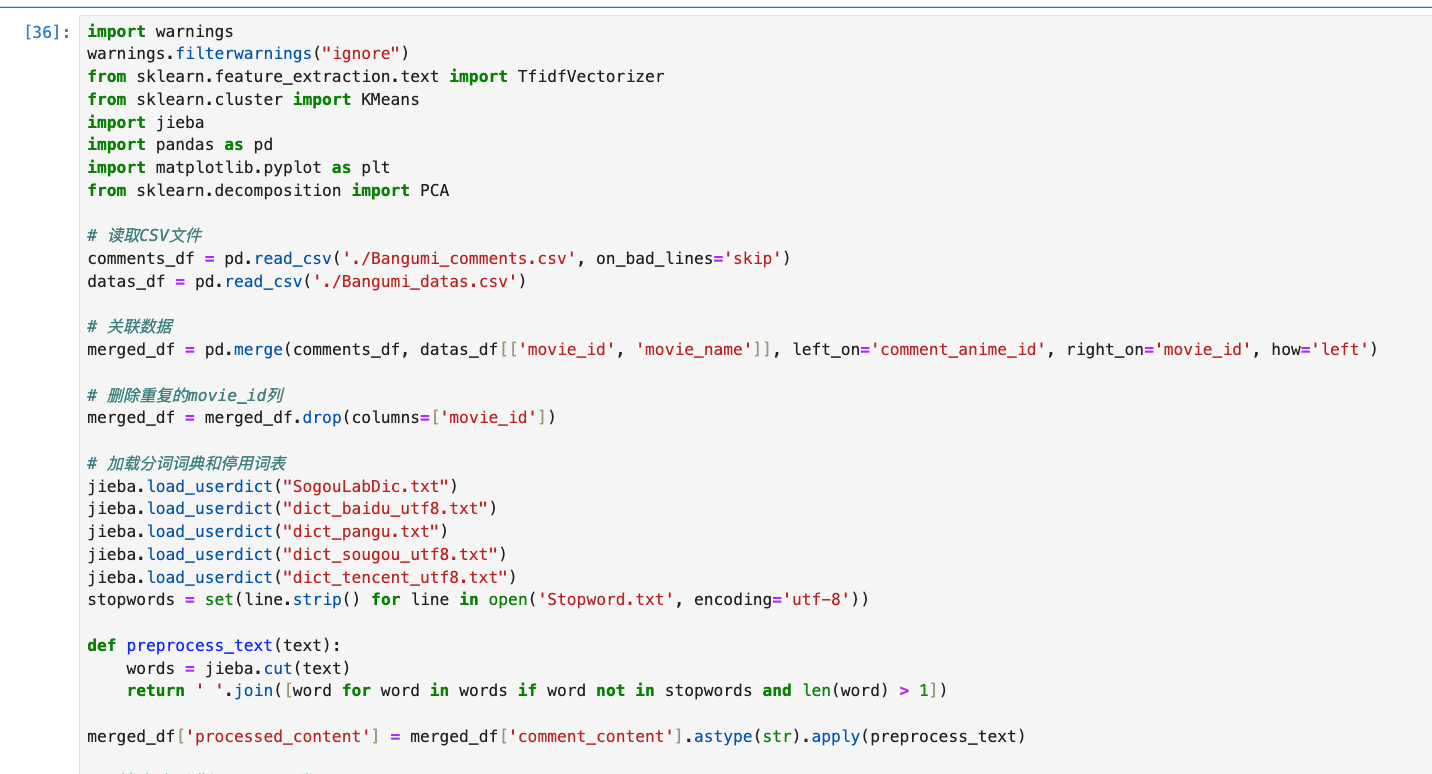 [36]:
import warnings
warnings.filterwarnings("ignore")
from sklearn.feature_extraction.text import TfidfVectorizer
from sklearn.cluster import KMeans
import jieba
import pandas as pd
import matplotlib.pyplot as plt
from sklearn.decomposition import PCA
# 读取CSV文件
comments_df = pd.read_csv('./Bangumi_comments.csv', on_bad_lines='skip')
datas_df = pd.read_csv('./Bangumi_datas.csv')
# 关联数据
merged_df = pd.merge(comments_df, datas_df[['movie_id', 'movie_name']], left_on='comment_anime_id', right_on='movie_id', how='left')
# 删除重复的movie_id列
merged_df = merged_df.drop(columns=['movie_id'])
# 加载分词词典和停用词表
jieba.load_userdict("SogouLabDic.txt")
jieba.load_userdict("dict_baidu_utf8.txt")
jieba.load_userdict("dict_pangu.txt")
jieba.load_userdict("dict_sougou_utf8.txt")
jieba.load_userdict("dict_tencent_utf8.txt")
stopwords = set(line.strip() for line in open('Stopword.txt', encoding='utf-8'))
def preprocess_text(text):
    words = jieba.cut(text)
    return ' '.join([word for word in words if word not in stopwords and len(word) > 1])
merged_df['processed_content'] = merged_df['comment_content'].astype(str).apply(preprocess_text)